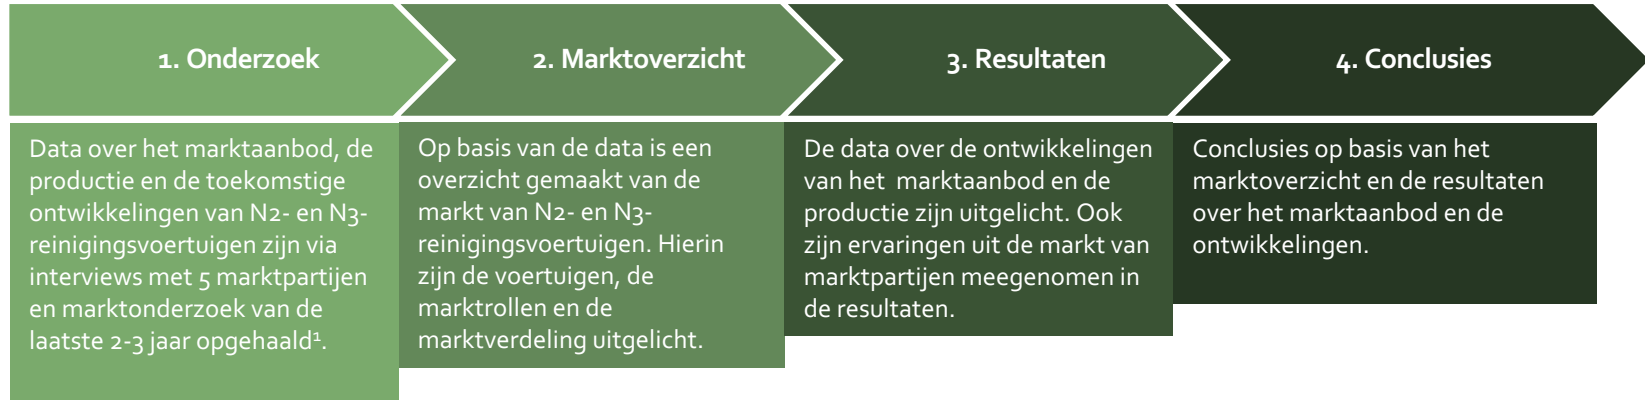 1. Onderzoek
Data over het marktaanbod, de
productie en de toekomstige
ontwikkelingen van N2- en N3-
reinigingsvoertuigen zijn via
interviews met 5 marktpartijen
en marktonderzoek van de
laatste 2-3 jaar opgehaald¹.
2. Marktoverzicht
Op basis van de data is een
overzicht gemaakt van de
markt van N2- en N3-
reinigingsvoertuigen. Hierin
zijn de voertuigen, de
marktrollen en de
marktverdeling uitgelicht.
3. Resultaten
De data over de ontwikkelingen
van het  marktaanbod en de
productie zijn uitgelicht. Ook
zijn ervaringen uit de markt van
marktpartijen meegenomen in
de resultaten.
4. Conclusies
Conclusies op basis van het
marktoverzicht en de resultaten
over het marktaanbod en de
ontwikkelingen.